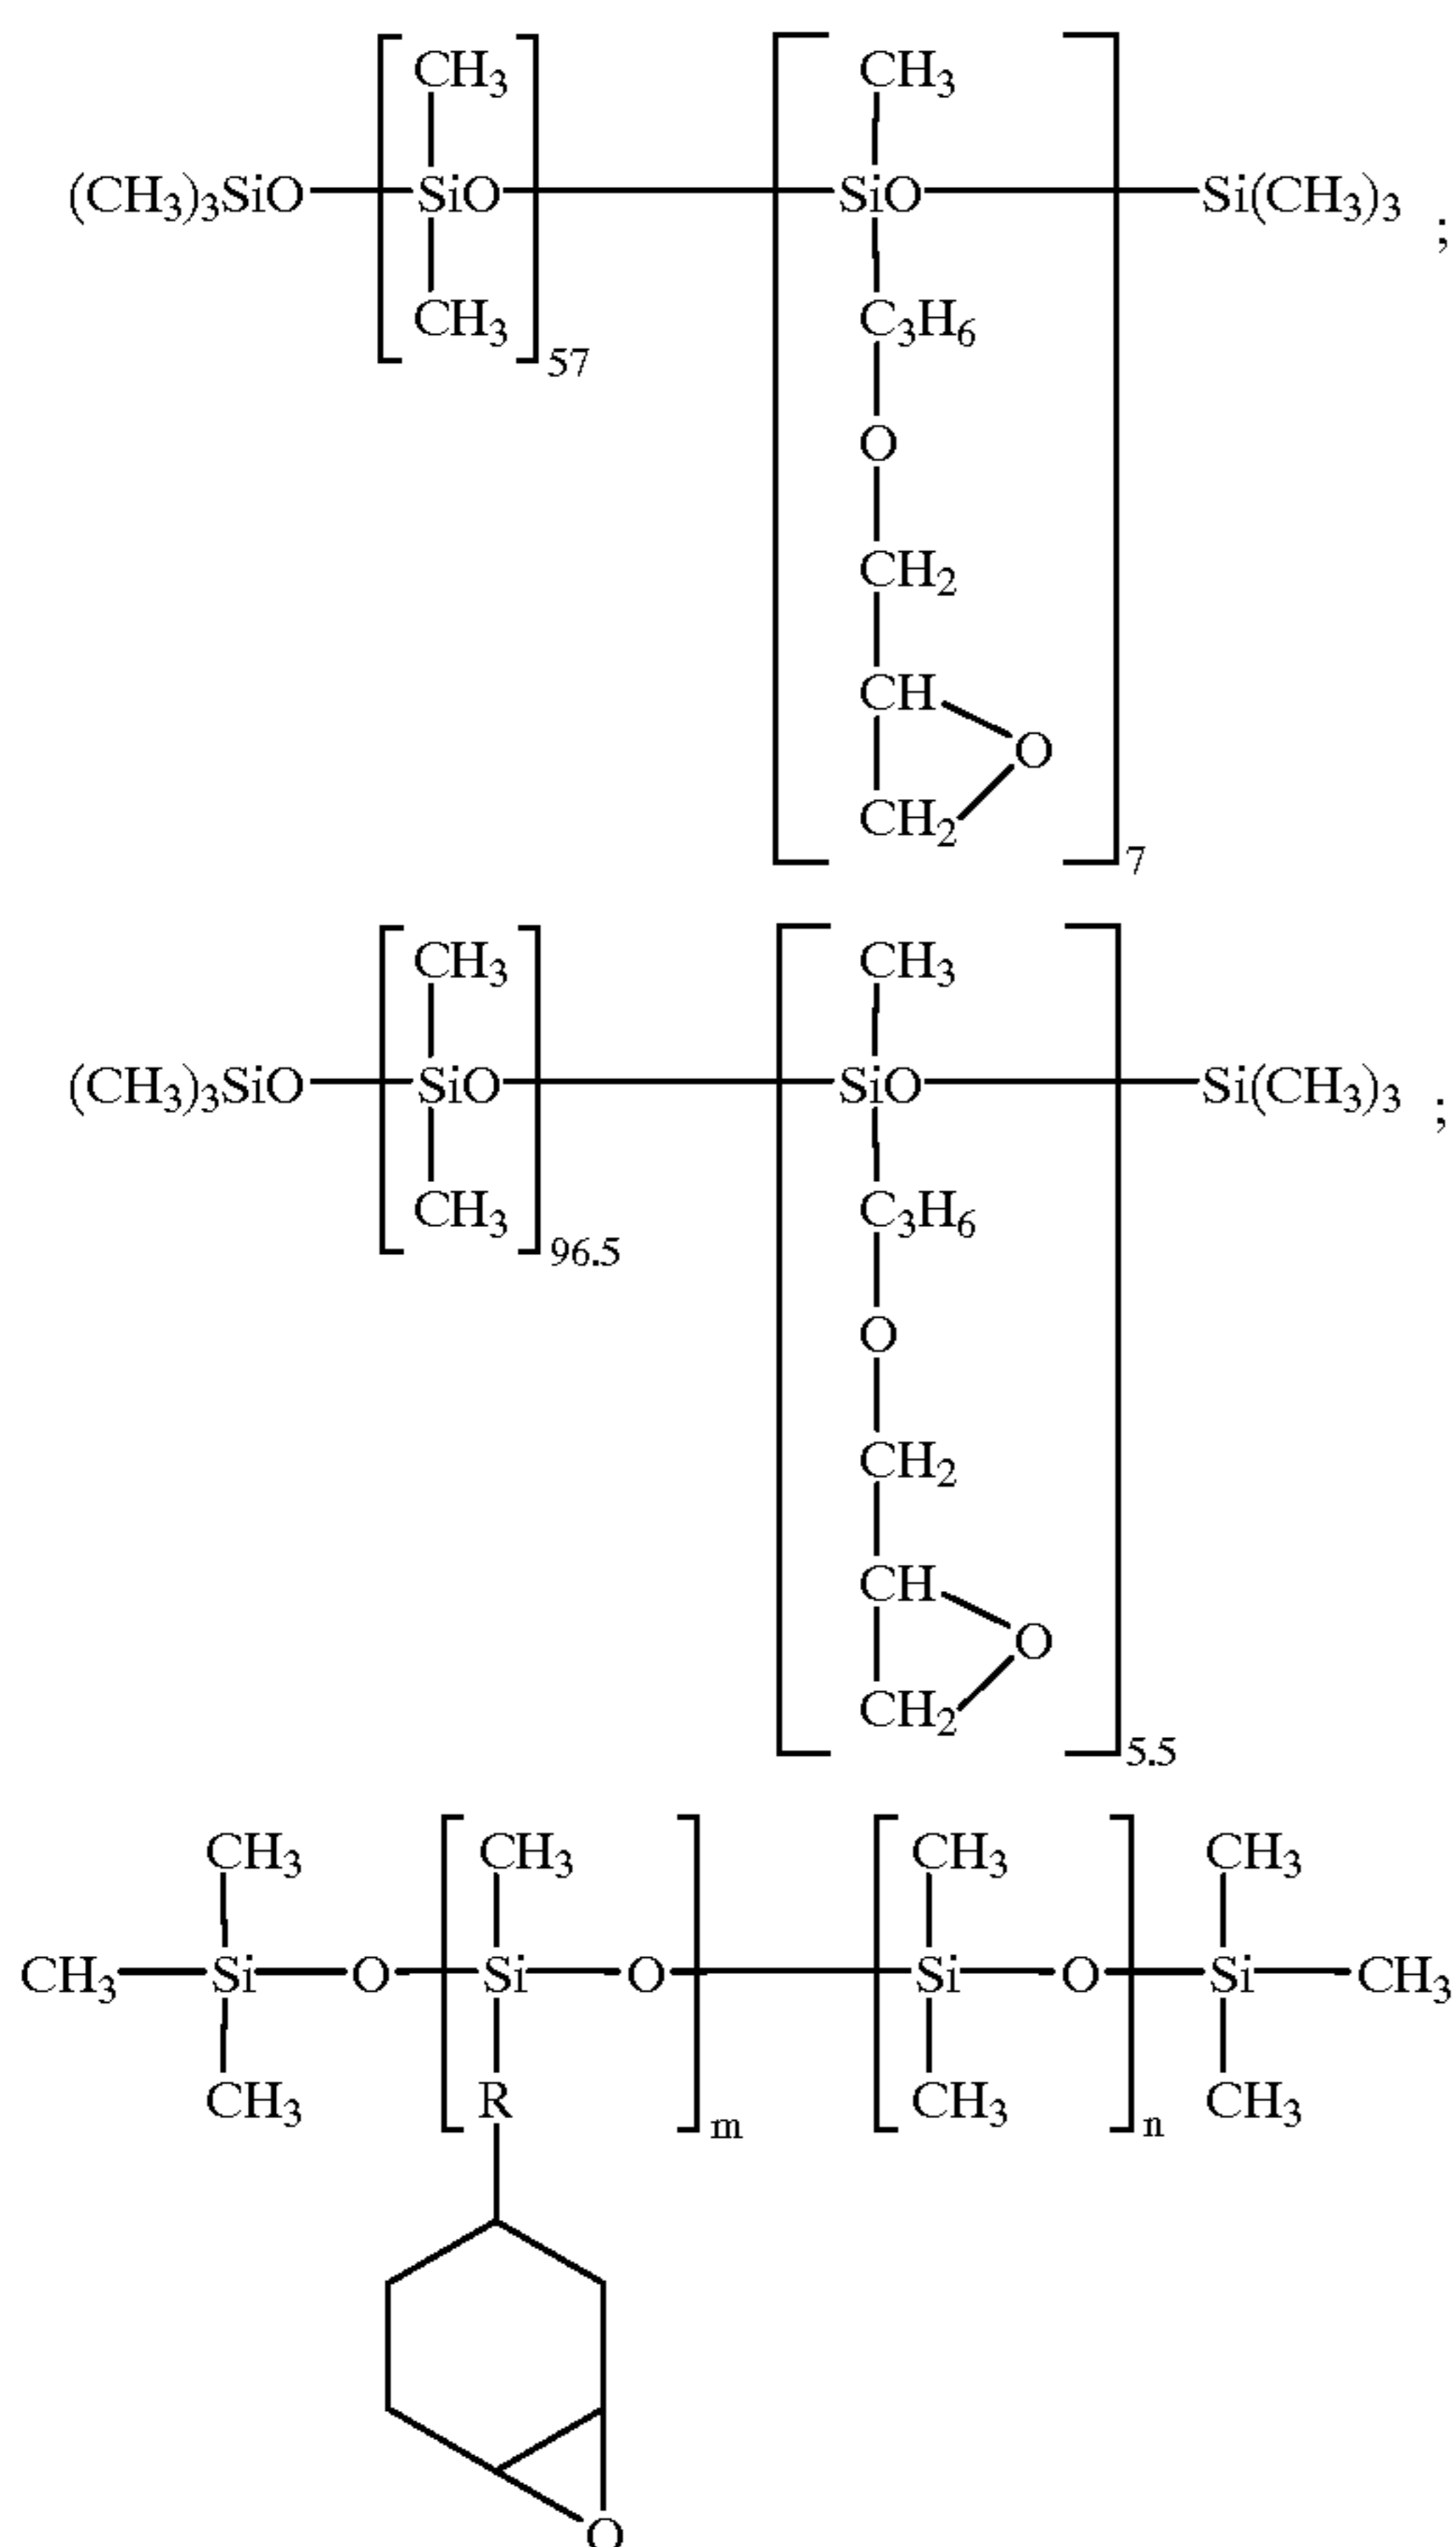 CH3 CH3
(CH3)3SiO SiO SiO Si(CH3)3 ;
CH3 C3H6
57
O
CH2
CH
O
CH2
7
CH3 CH3
(CH3)3SiO SiO SiO Si(CH3)3 ;
CH3 C3H6
96.5
O
CH2
CH
O
CH2
5.5
CH3 CH3 CH3 CH3
CH3 Si O Si O Si O Si CH3
CH3 R CH3 CH3
m n
O